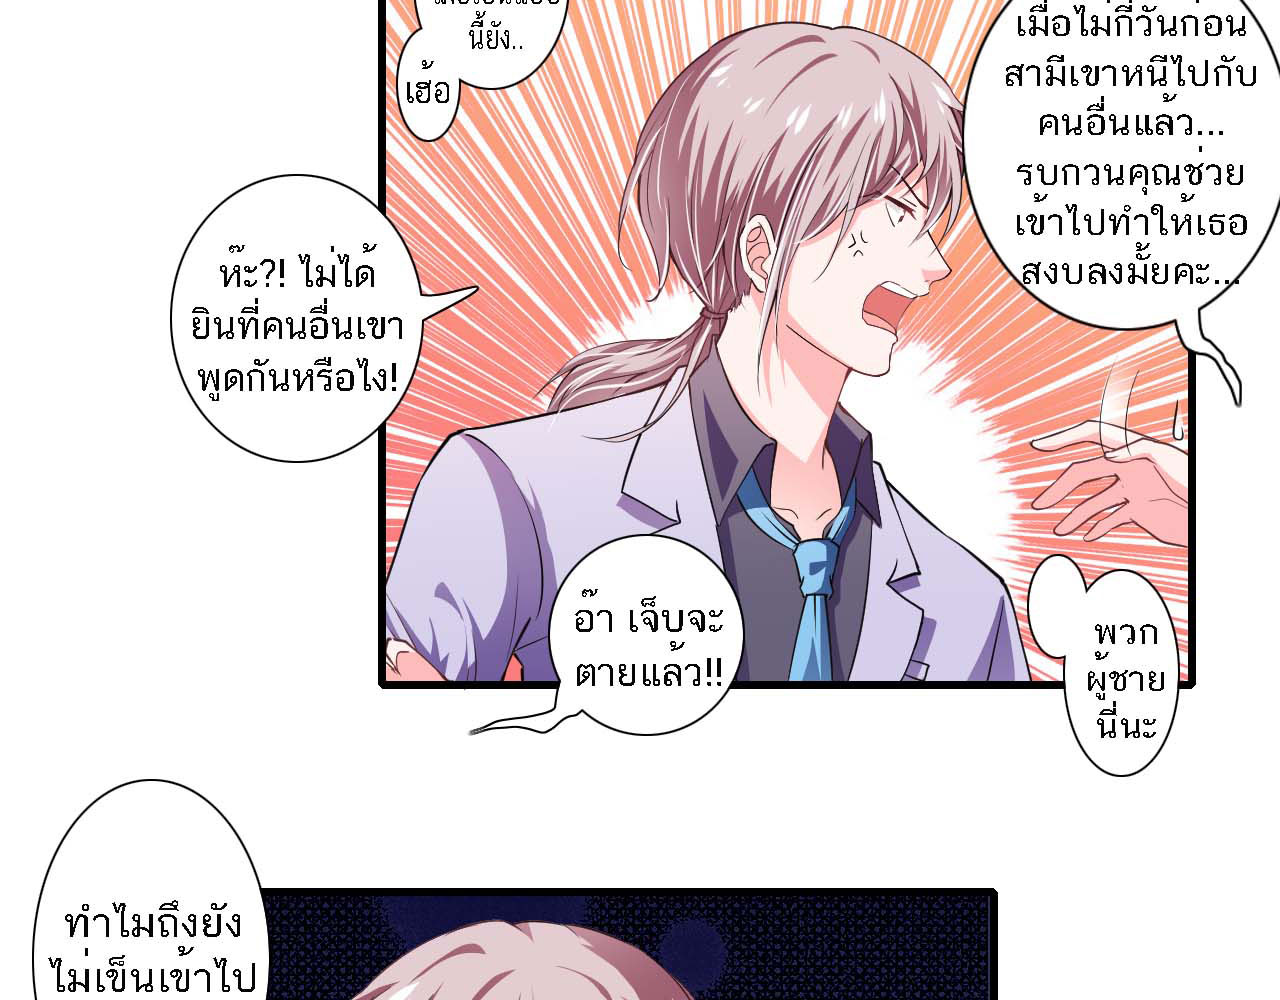 นี้ยัง..
เฮ้อ
เมื่อไม่กี่วันก่อน
สามีเขาหนีไปกับ
คนอื่นแล้ว...
รบกวนคุณช่วย
เข้าไปทำให้เธอ
สงบลงมั้ยคะ...
ห๊ะ?! ไม่ได้
ยินที่คนอื่นเขา
พูดกันหรือไง!
อ๊า เจ็บจะ
ตายแล้ว!!
พวก
ผู้ชาย
นี่นะ
ทำไมถึงยัง
ไม่เข็นเข้าไป